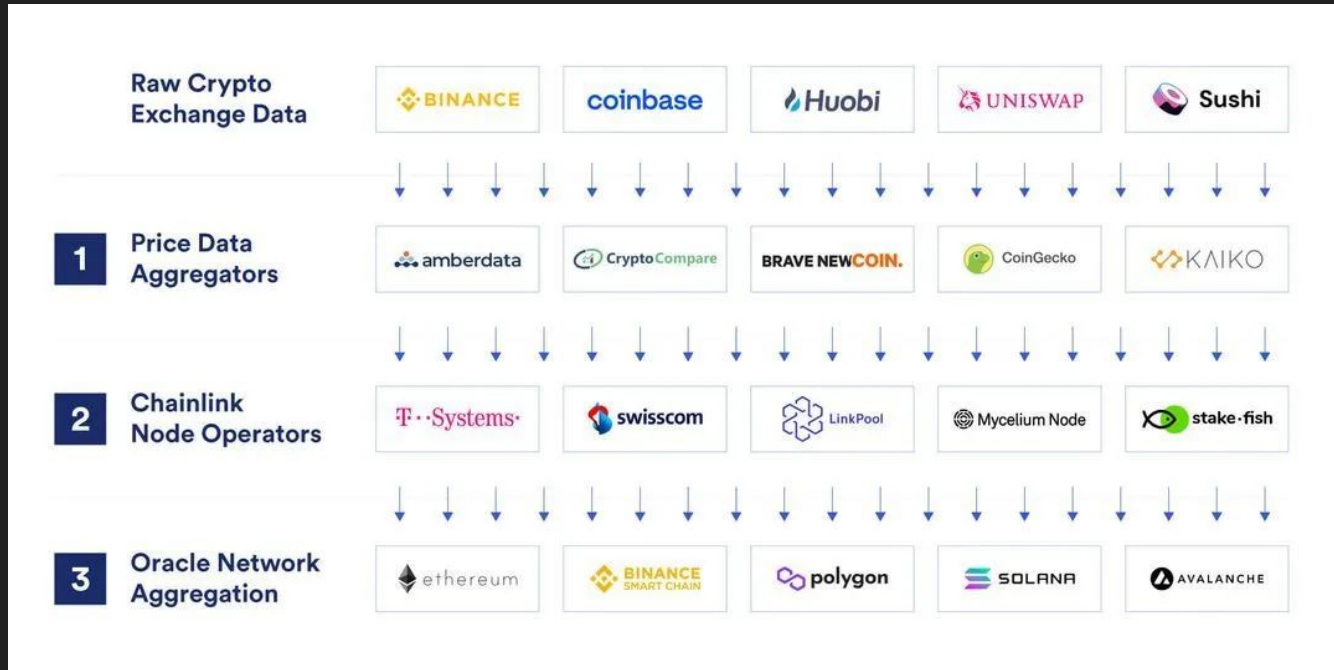 Raw Crypto
Exchange Data
BINANCE
coinbase
Huobi
UNISWAP
Sushi
1
Price Data
Aggregators
amberdata
CryptoCompare
BRAVE NEWCOIN.
CoinGecko
KAIKO
2
Chainlink
Node Operators
T··Systems·
swisscom
LinkPool
Mycelium Node
stake·fish
3
Oracle Network
Aggregation
ethereum
BINANCE
SMART CHAIN
polygon
SOLANA
AVALANCHE